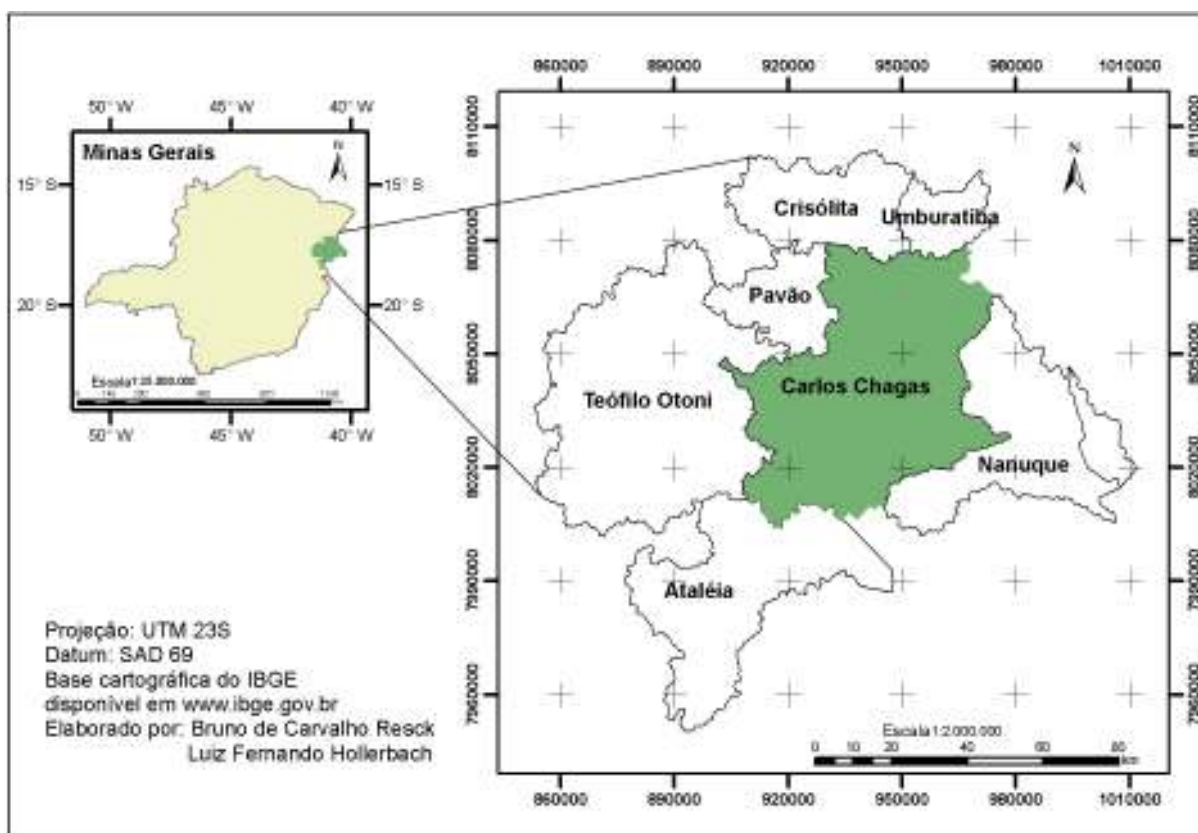 50° W 45° W 40° W
Minas Gerais
N
15° S 15° S
20° S 20° S
50° W 45° W 40° W
860000 890000 920000 950000 980000 1010000
8110000 8110000
N
Crisólita
Umburatiba
8080000 8080000
Pavão
8050000 8050000
Carlos Chagas
Teófilo Otoni
Nanuque
8020000 8020000
Ataléia
7990000 7990000
7960000 7960000
Escala 1:2.000.000
0 10 20 40 60 80
km
860000 890000 920000 950000 980000 1010000
Projeção: UTM 23S
Datum: SAD 69
Base cartográfica do IBGE
disponível em www.ibge.gov.br
Elaborado por: Bruno de Carvalho Resck
Luiz Fernando Hollerbach